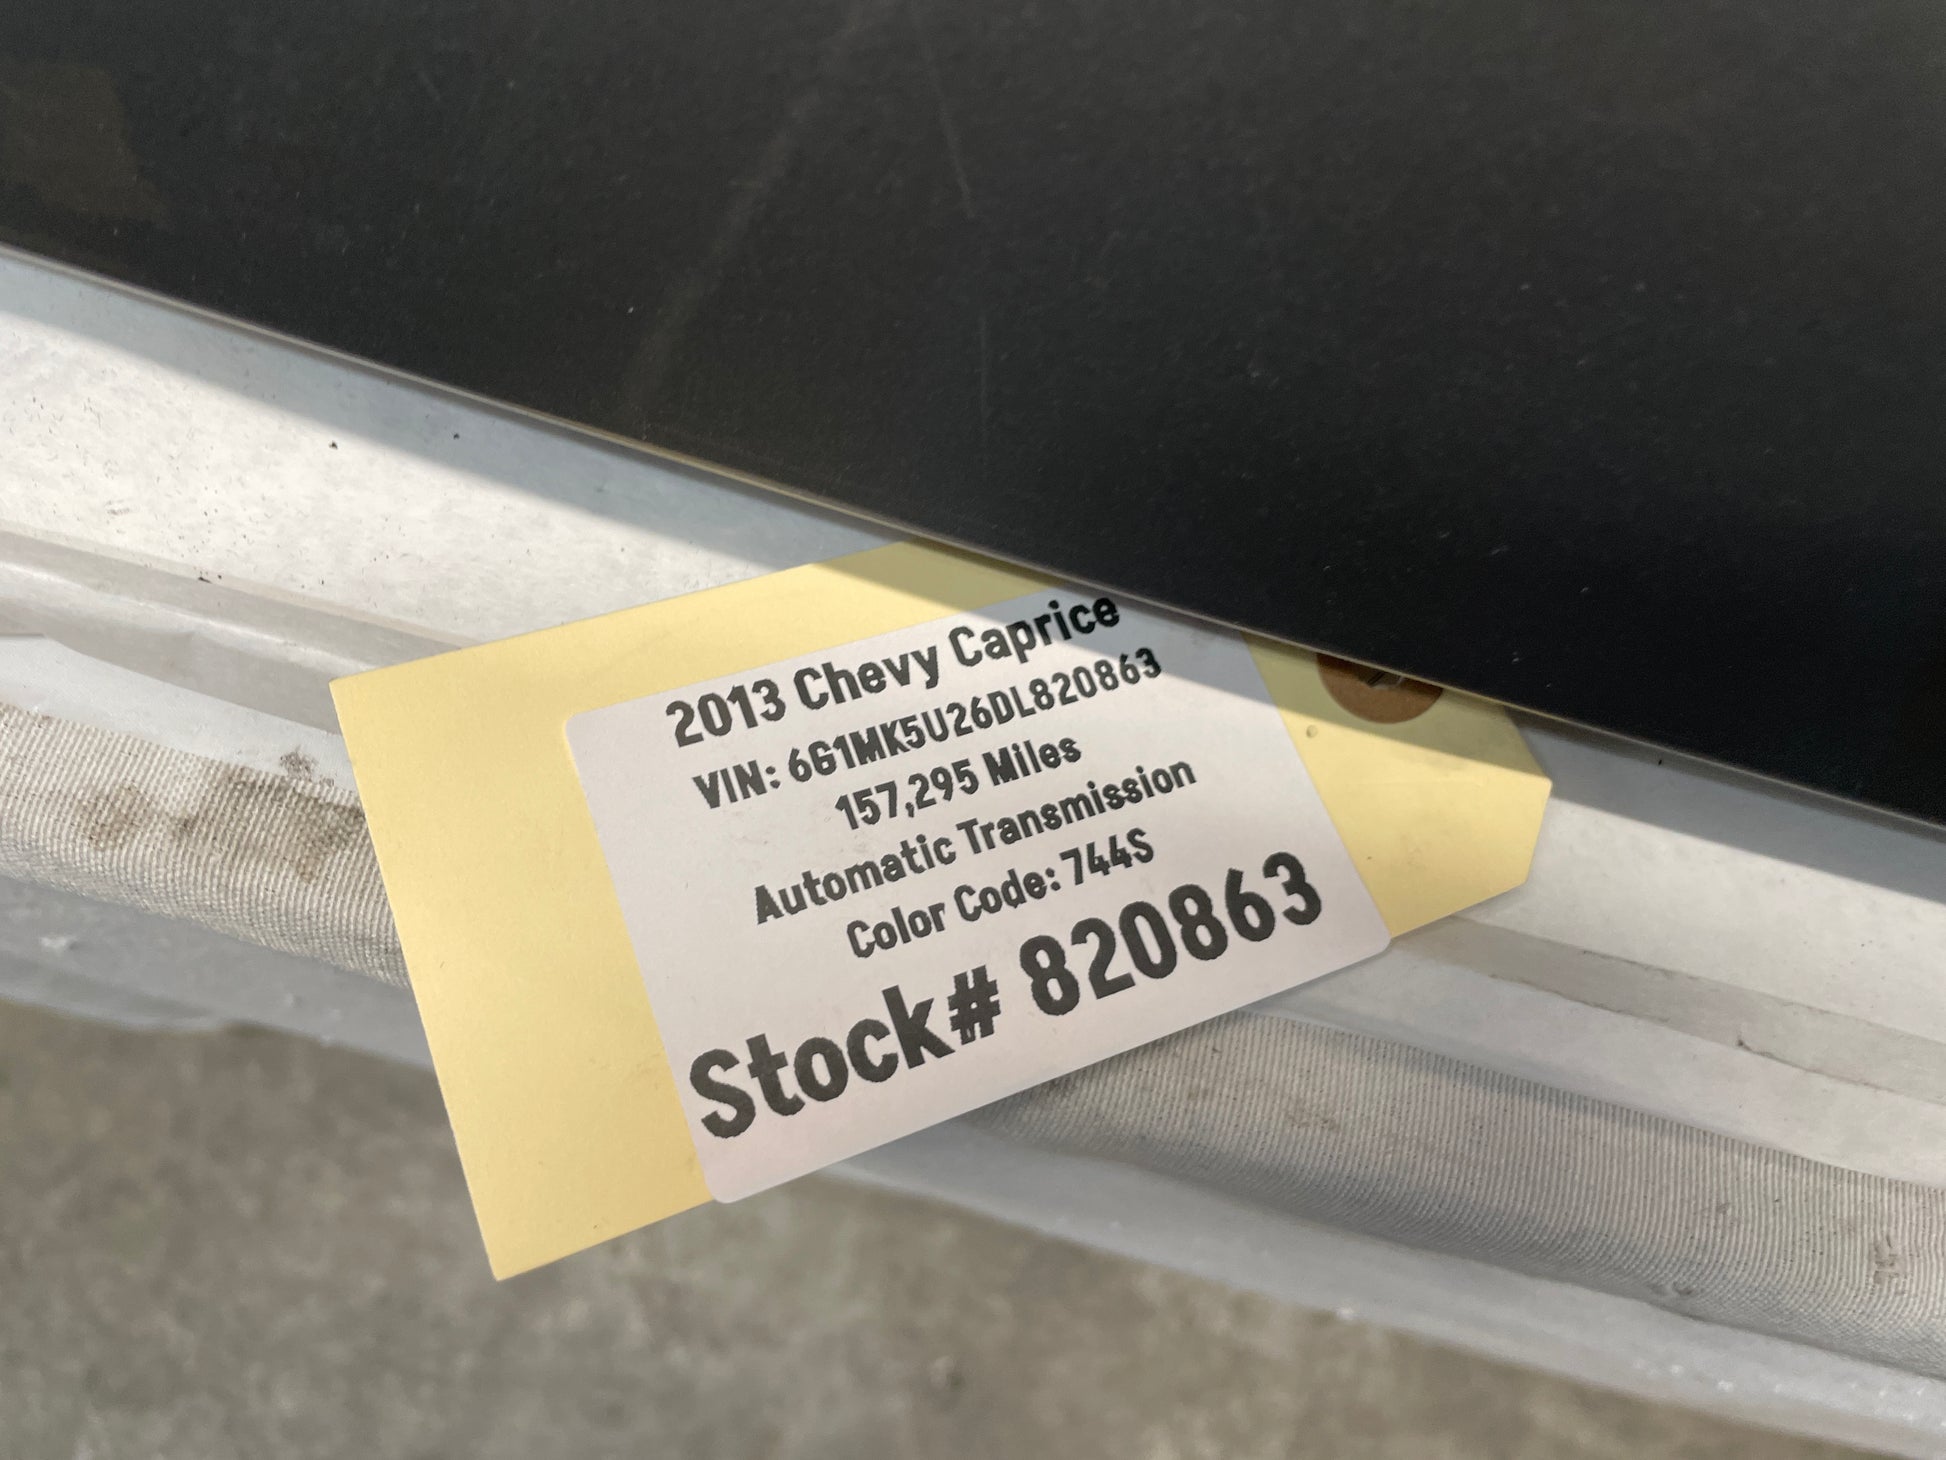 2013 Chevy Caprice
VIN: 6G1MK5U26DL820863
157,295 Miles
Automatic Transmission
Color Code: 744S
Stock# 820863